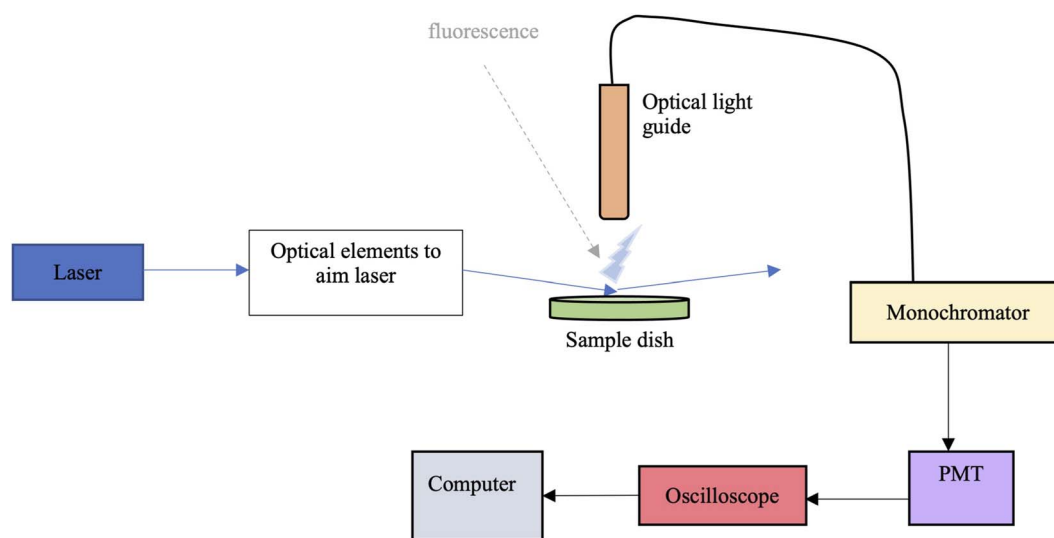 fluorescence
Optical light
guide
Laser
Optical elements to
aim laser
Sample dish
Monochromator
Computer
Oscilloscope
PMT